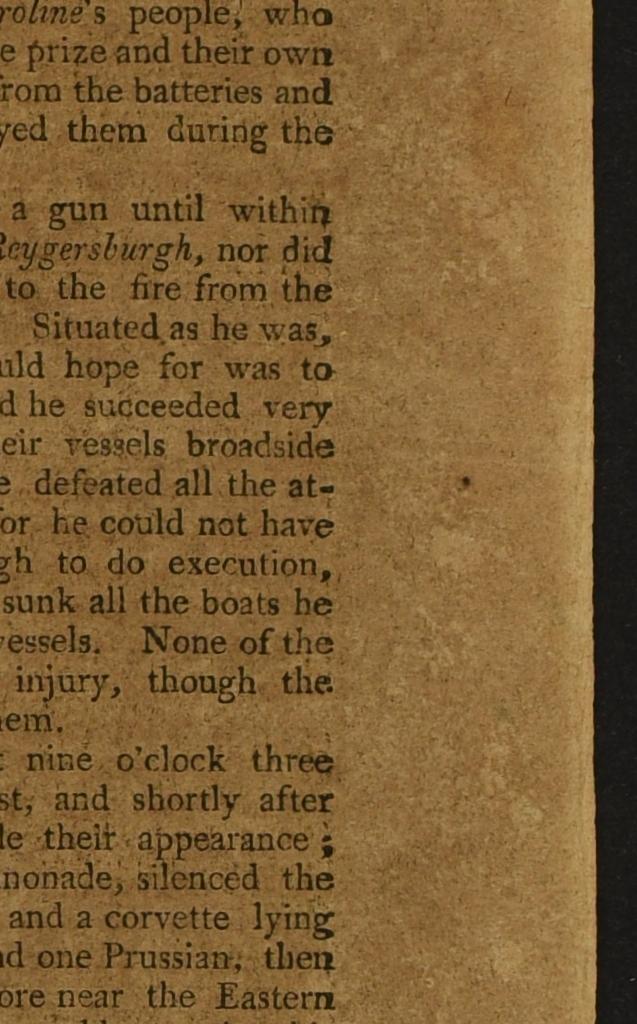 roline's people, who
e prize and their own
rom the batteries and
yed them during the
a gun until within
Reygersburgh, nor did
to the fire from the
Situated as he was,
uld hope for was to
d he succeeded very
eir vessels broadside
e defeated all the at-
or he could not have
gh to do execution,
sunk all the boats he
vessels. None of the
injury, though the
hem.
nine o'clock three
st, and shortly after
le their appearance ;
nonade, silenced the
and a corvette lying
nd one Prussian, then
ore near the Eastern